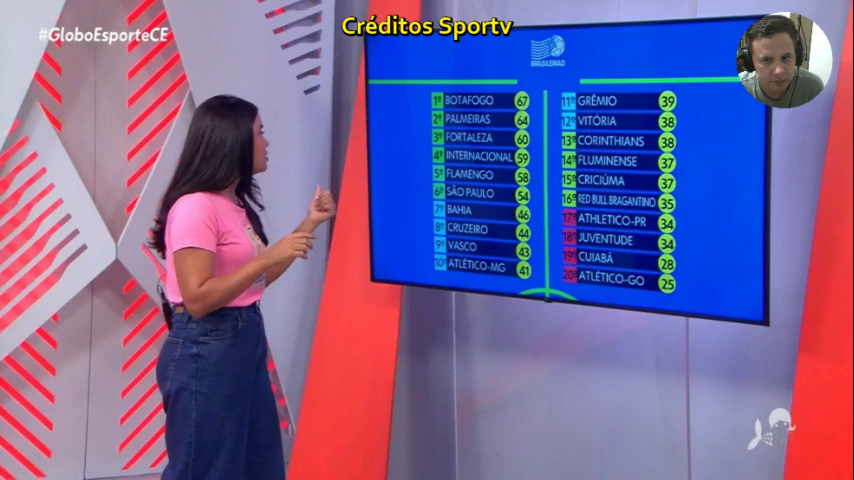 #GloboEsporteCE
Créditos Sportv
BRASILEIRÃO
1º BOTAFOGO 67
2º PALMEIRAS 64
3º FORTALEZA 60
4º INTERNACIONAL 59
5º FLAMENGO 58
6º SÃO PAULO 54
7º BAHIA 46
8º CRUZEIRO 44
9º VASCO 43
10º ATLÉTICO-MG 41
11º GRÊMIO 39
12º VITÓRIA 38
13º CORINTHIANS 38
14º FLUMINENSE 37
15º CRICIÚMA 37
16º RED BULL BRAGANTINO 35
17º ATHLETICO-PR 34
18º JUVENTUDE 34
19º CUIABÁ 28
20º ATLÉTICO-GO 25